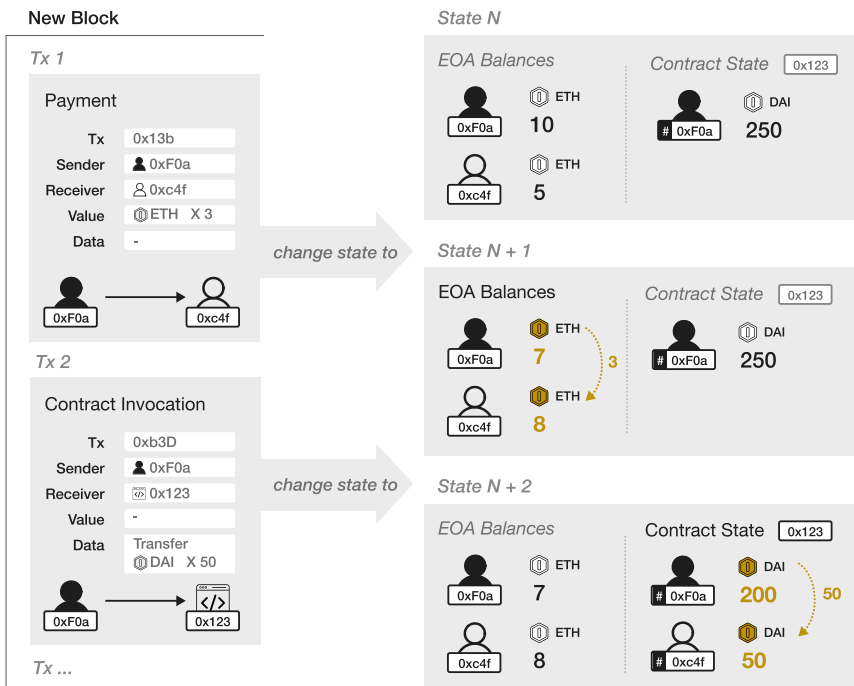 New Block
Tx 1
Payment
Tx 0x13b
Sender 0xF0a
Receiver 0xc4f
Value ETH X 3
Data -
0xF0a 0xc4f
Tx 2
Contract Invocation
Tx 0xb3D
Sender 0xF0a
Receiver </> 0x123
Value -
Data Transfer
DAI X 50
</>
0xF0a 0x123
Tx ...
change state to
change state to
State N
EOA Balances
ETH
0xF0a 10
ETH
0xc4f 5
Contract State 0x123
DAI
# 0xF0a 250
State N + 1
EOA Balances
ETH
0xF0a 7
3
ETH
0xc4f 8
Contract State 0x123
DAI
# 0xF0a 250
State N + 2
EOA Balances
ETH
0xF0a 7
ETH
0xc4f 8
Contract State 0x123
DAI
# 0xF0a 200
50
DAI
# 0xc4f 50